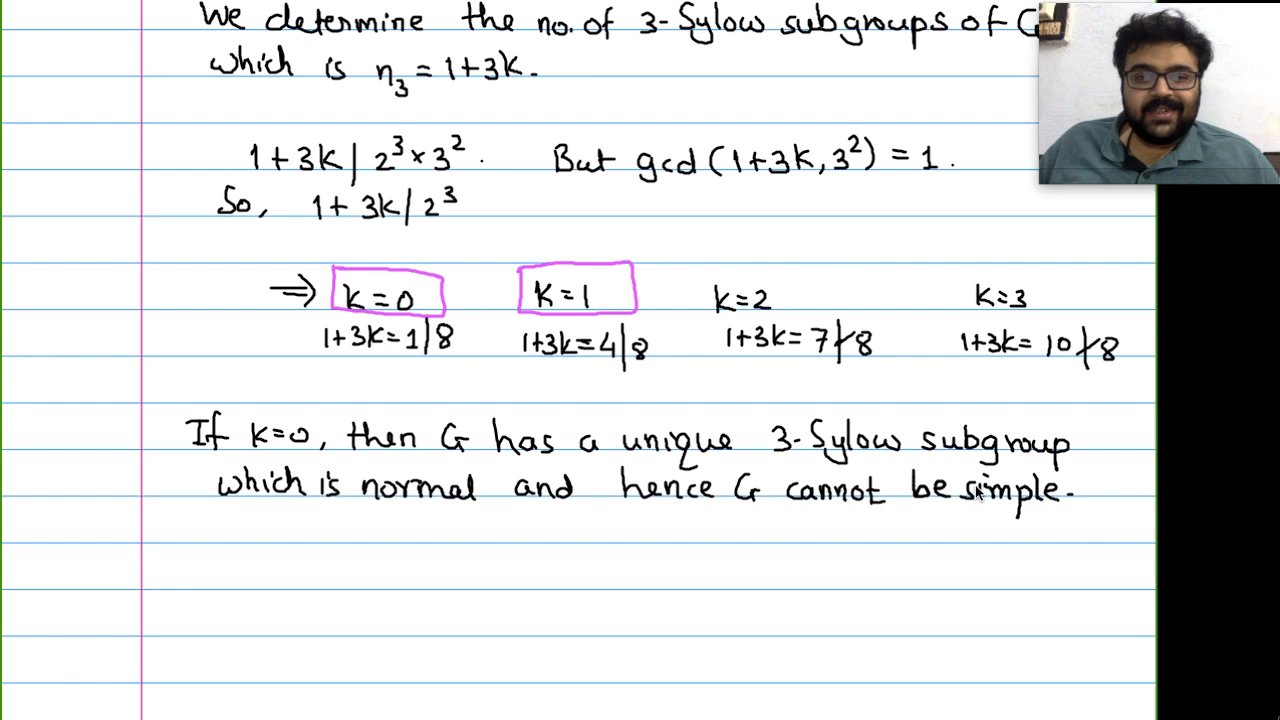 We determine the no. of 3-Sylow subgroups of G
which is n₃ = 1+3k.
1+3k | 2³ × 3². But gcd (1+3k, 3²) = 1.
So, 1+3k | 2³
⇒ k=0 k=1 k=2 k=3
1+3k=1|8 1+3k=4|8 1+3k=7∤8 1+3k=10∤8
If k=0, then G has a unique 3-Sylow subgroup
which is normal and hence G cannot be simple.